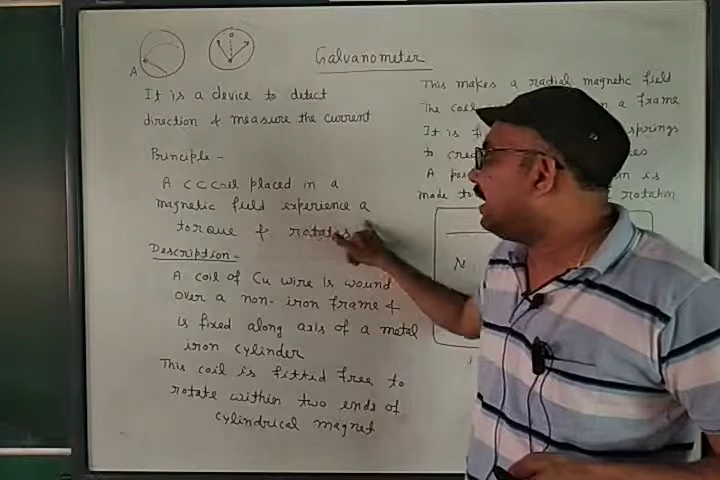 Galvanometer
A
It is a device to detect
direction & measure the current
Principle -
A C C Coil placed in a
magnetic field experience a
torque & rotates
Description -
A coil of Cu wire is wound
over a non-iron frame &
is fixed along axis of a metal
iron cylinder
This coil is fitted free to
rotate within two ends of
cylindrical magnet
This makes a radial magnetic field
The coil a frame
It is springs
to
A is
made to rotation
N